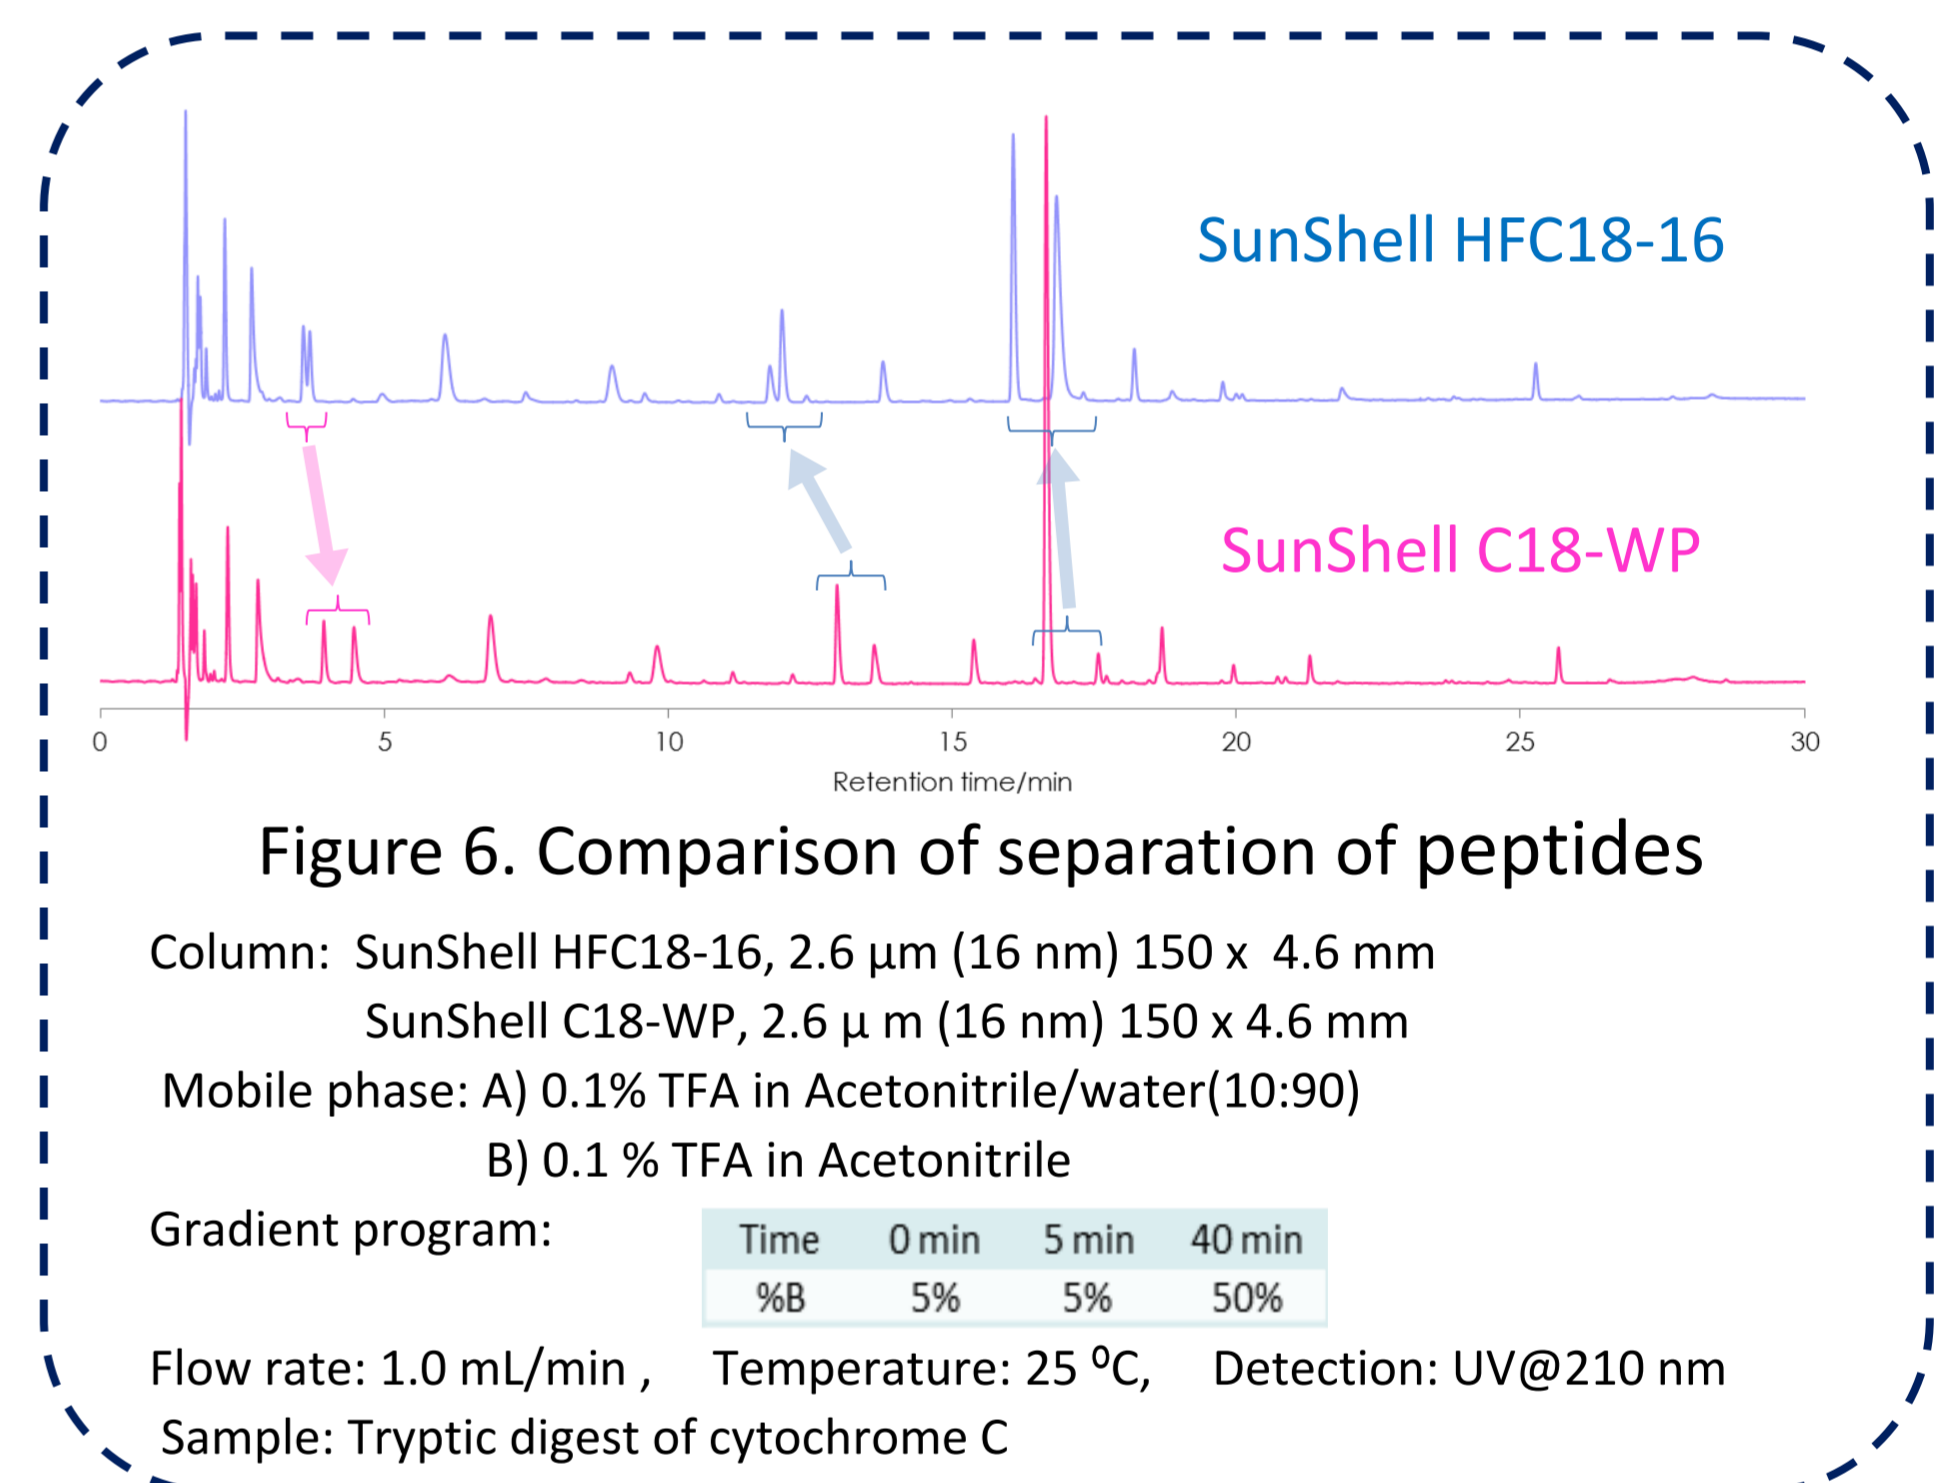 SunShell HFC18-16
SunShell C18-WP
0 5 10 15 20 25 30
Retention time/min
Figure 6. Comparison of separation of peptides
Column: SunShell HFC18-16, 2.6 µm (16 nm) 150 x 4.6 mm
SunShell C18-WP, 2.6 µ m (16 nm) 150 x 4.6 mm
Mobile phase: A) 0.1% TFA in Acetonitrile/water(10:90)
B) 0.1 % TFA in Acetonitrile
Gradient program:
Time 0 min 5 min 40 min
%B 5% 5% 50%
Flow rate: 1.0 mL/min , Temperature: 25 ⁰C, Detection: UV@210 nm
Sample: Tryptic digest of cytochrome C